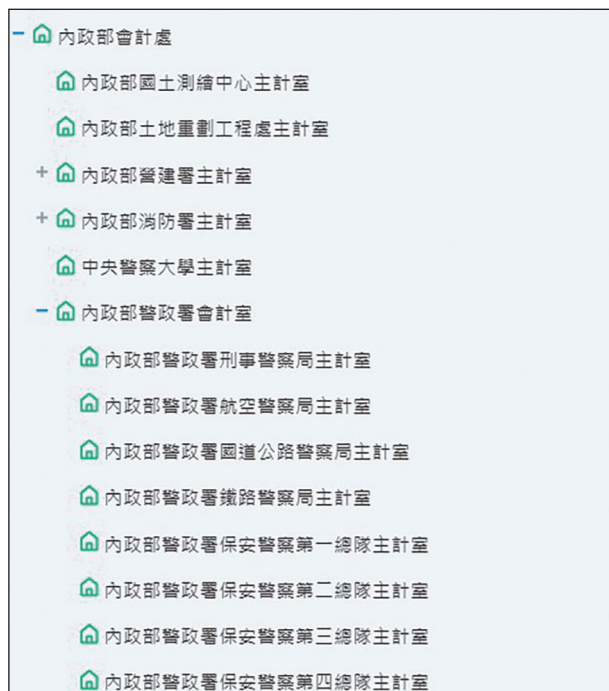 內政部會計處
內政部國土測繪中心主計室
內政部土地重劃工程處主計室
內政部營建署主計室
內政部消防署主計室
中央警察大學主計室
內政部警政署會計室
內政部警政署刑事警察局主計室
內政部警政署航空警察局主計室
內政部警政署國道公路警察局主計室
內政部警政署鐵路警察局主計室
內政部警政署保安警察第一總隊主計室
內政部警政署保安警察第二總隊主計室
內政部警政署保安警察第三總隊主計室
內政部警政署保安警察第四總隊主計室